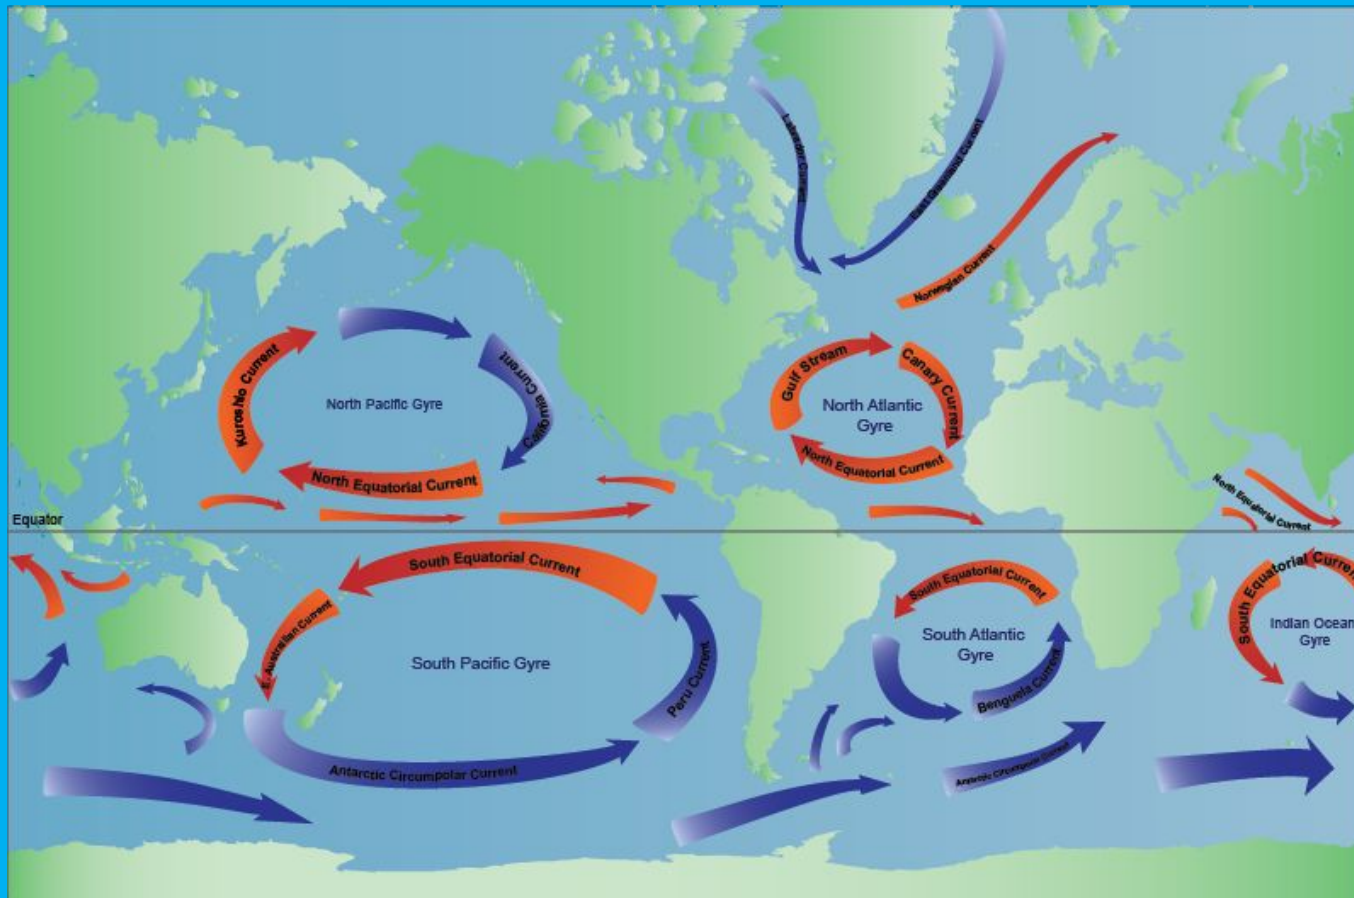 Labrador Current
East Greenland Current
Norwegian Current
Kuroshio Current
California Current
North Pacific Gyre
North Equatorial Current
Gulf Stream
Canary Current
North Atlantic
Gyre
North Equatorial Current
North Equatorial Current
Equator
South Equatorial Current
E. Australian Current
South Pacific Gyre
Peru Current
Antarctic Circumpolar Current
South Equatorial Current
South Atlantic
Gyre
Benguela Current
Antarctic Circumpolar Current
South Equatorial Current
Indian Ocean
Gyre